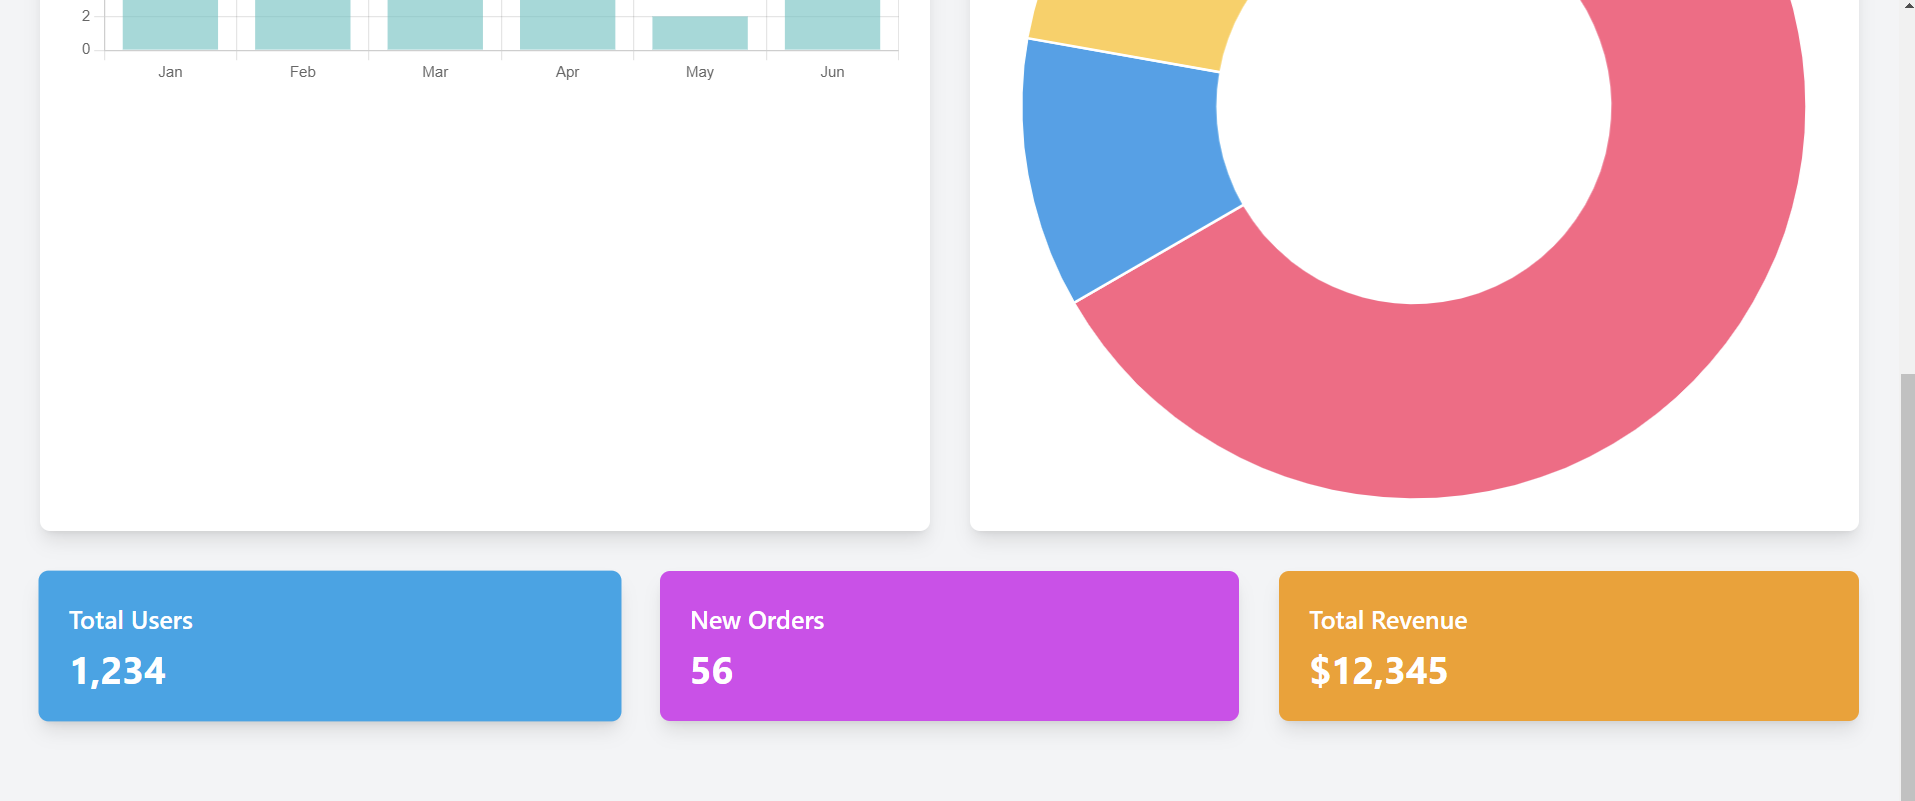 2
0
Jan Feb Mar Apr May Jun
Total Users
1,234
New Orders
56
Total Revenue
$12,345